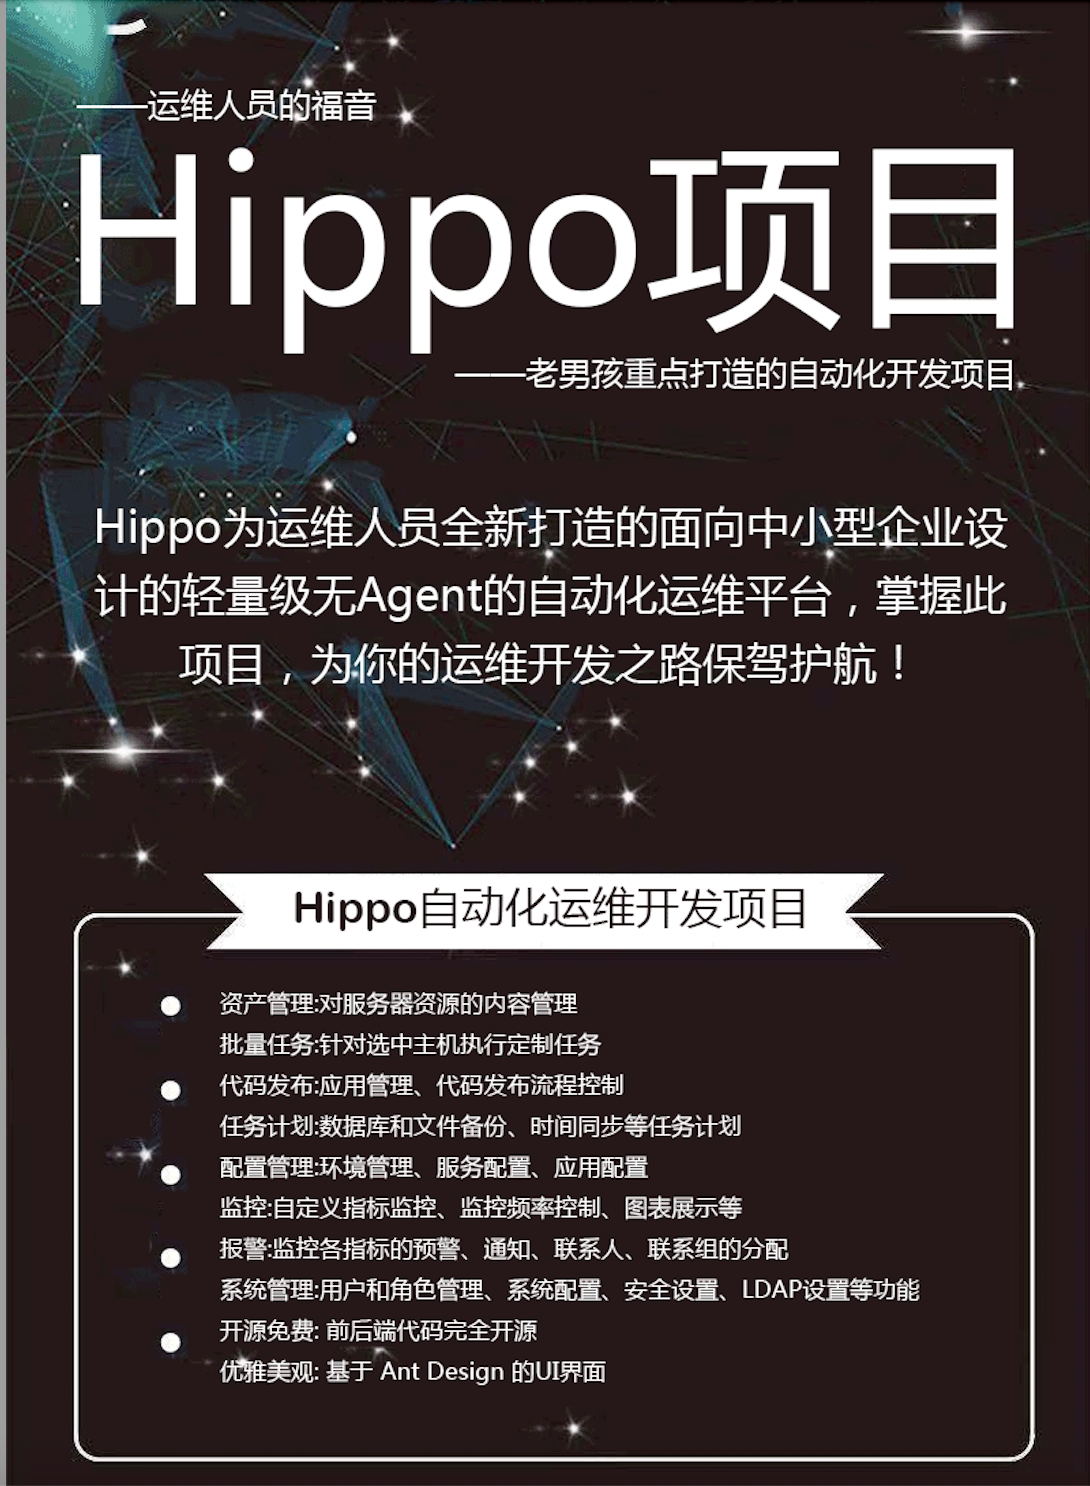 ——运维人员的福音
Hippo项目
——老男孩重点打造的自动化开发项目
Hippo为运维人员全新打造的面向中小型企业设
计的轻量级无Agent的自动化运维平台，掌握此
项目，为你的运维开发之路保驾护航！
Hippo自动化运维开发项目
资产管理:对服务器资源的内容管理
批量任务:针对选中主机执行定制任务
代码发布:应用管理、代码发布流程控制
任务计划:数据库和文件备份、时间同步等任务计划
配置管理:环境管理、服务配置、应用配置
监控:自定义指标监控、监控频率控制、图表展示等
报警:监控各指标的预警、通知、联系人、联系组的分配
系统管理:用户和角色管理、系统配置、安全设置、LDAP设置等功能
开源免费: 前后端代码完全开源
优雅美观: 基于 Ant Design 的UI界面